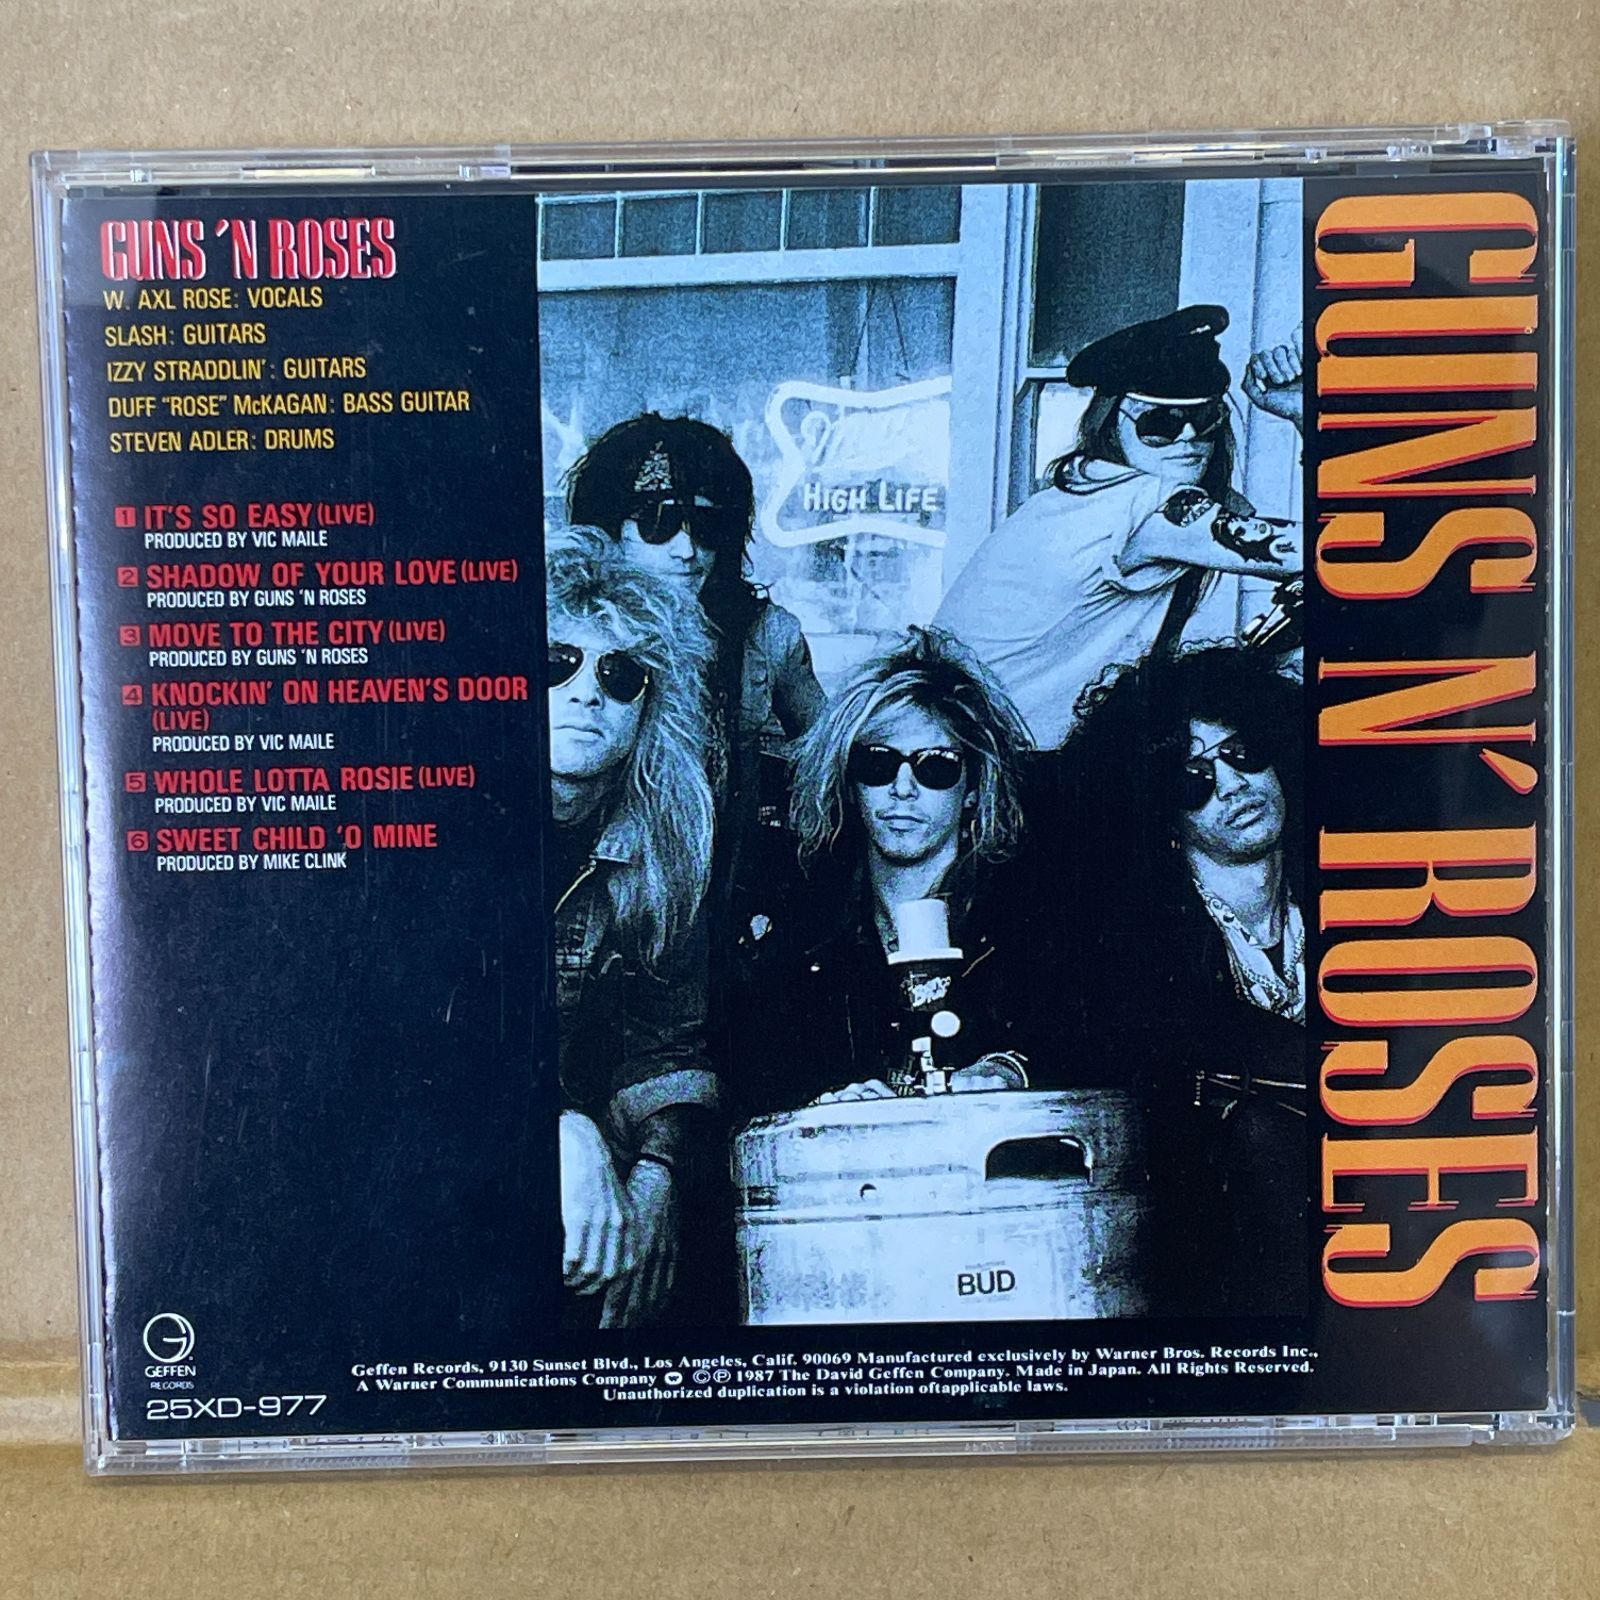 GUNS 'N ROSES
W. AXL ROSE: VOCALS
SLASH: GUITARS
IZZY STRADDLIN': GUITARS
DUFF "ROSE" McKAGAN: BASS GUITAR
STEVEN ADLER: DRUMS
1 IT'S SO EASY (LIVE)
PRODUCED BY VIC MAILE
2 SHADOW OF YOUR LOVE (LIVE)
PRODUCED BY GUNS 'N ROSES
3 MOVE TO THE CITY (LIVE)
PRODUCED BY GUNS 'N ROSES
4 KNOCKIN' ON HEAVEN'S DOOR
(LIVE)
PRODUCED BY VIC MAILE
5 WHOLE LOTTA ROSIE (LIVE)
PRODUCED BY VIC MAILE
6 SWEET CHILD 'O MINE
PRODUCED BY MIKE CLINK
HIGH LIFE
BUD
GUNS N' ROSES
GEFFEN
RECORDS
25XD-977
Geffen Records, 9130 Sunset Blvd., Los Angeles, Calif. 90069 Manufactured exclusively by Warner Bros. Records Inc.,
A Warner Communications Company ©℗ 1987 The David Geffen Company. Made in Japan. All Rights Reserved.
Unauthorized duplication is a violation oftapplicable laws.